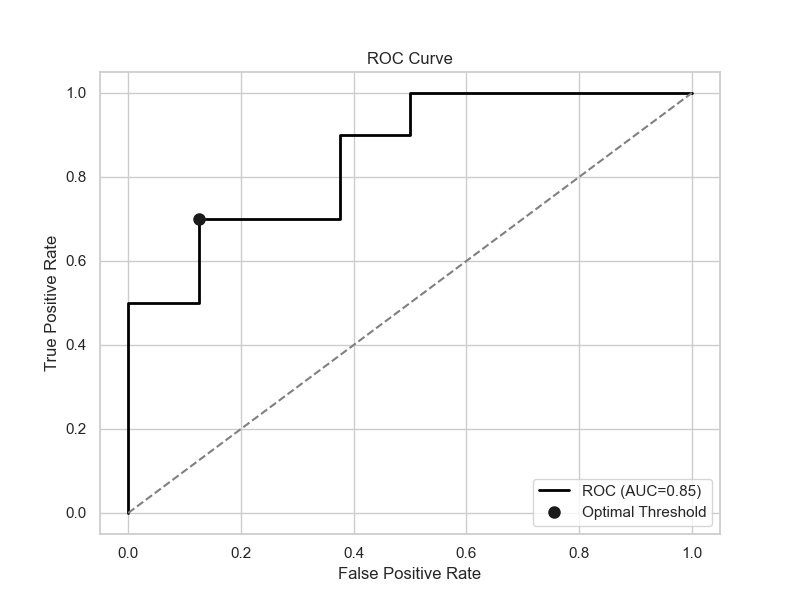 ROC Curve
True Positive Rate
1.0
0.8
0.6
0.4
0.2
0.0
0.0 0.2 0.4 0.6 0.8 1.0
False Positive Rate
ROC (AUC=0.85)
Optimal Threshold